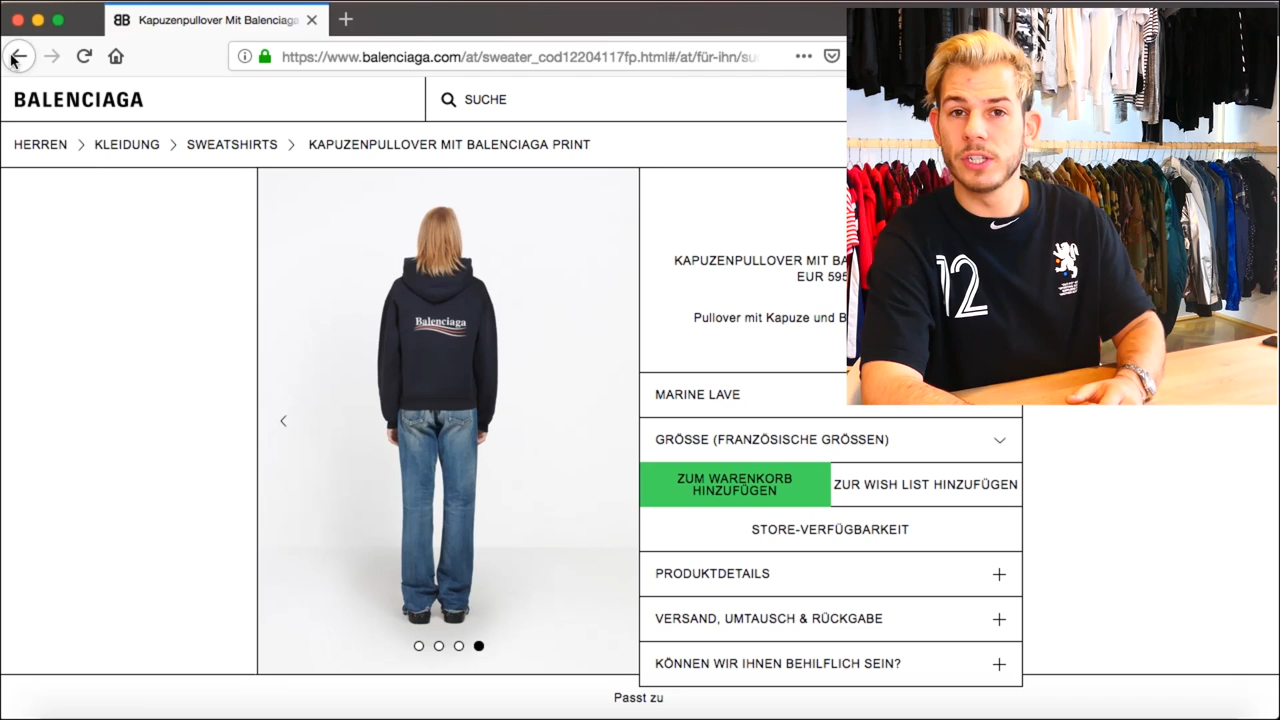 BB Kapuzenpullover Mit Balenciaga
https://www.balenciaga.com/at/sweater_cod12204117fp.html#/at/für-ihn/su
BALENCIAGA
SUCHE
HERREN > KLEIDUNG > SWEATSHIRTS > KAPUZENPULLOVER MIT BALENCIAGA PRINT
Balenciaga
KAPUZENPULLOVER MIT BA
EUR 595
Pullover mit Kapuze und B
MARINE LAVE
GRÖSSE (FRANZÖSISCHE GRÖSSEN)
ZUM WARENKORB
HINZUFÜGEN
ZUR WISH LIST HINZUFÜGEN
STORE-VERFÜGBARKEIT
PRODUKTDETAILS
VERSAND, UMTAUSCH & RÜCKGABE
KÖNNEN WIR IHNEN BEHILFLICH SEIN?
Passt zu
12